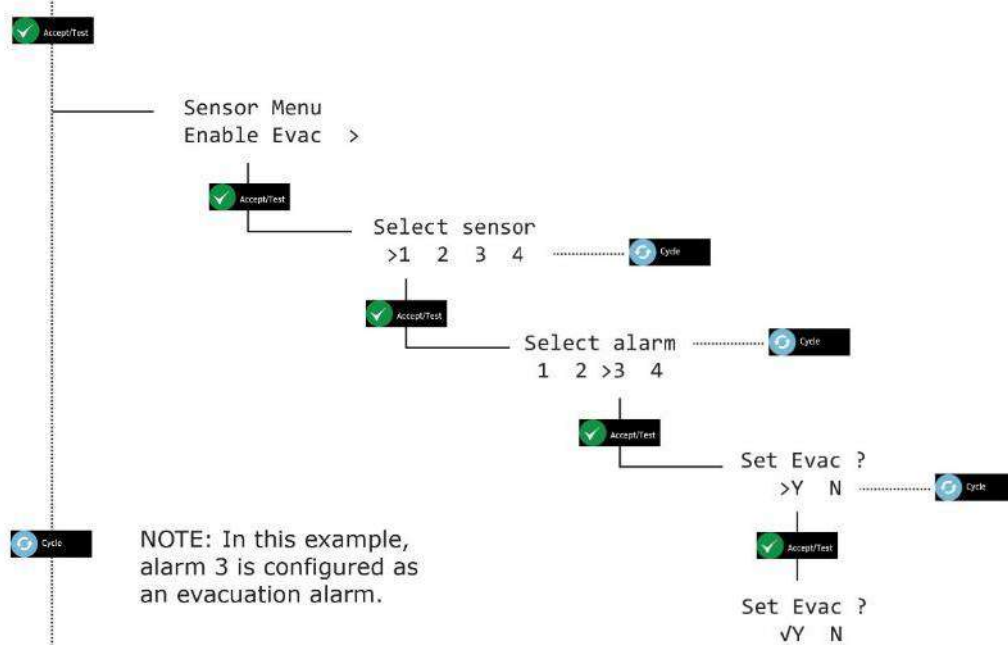 Accept/Test
Sensor Menu
Enable Evac >
Accept/Test
Select sensor
>1 2 3 4
Cycle
Accept/Test
Select alarm
Cycle
1 2 >3 4
Accept/Test
Set Evac ?
>Y N
Cycle
Cycle
NOTE: In this example,
alarm 3 is configured as
an evacuation alarm.
Accept/Test
Set Evac ?
√Y N